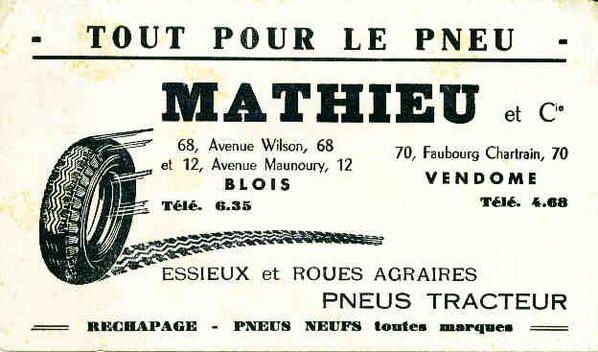 - TOUT POUR LE PNEU -
MATHIEU et Cie
68, Avenue Wilson, 68
et 12, Avenue Maunoury, 12
BLOIS
Télé. 6.35
70, Faubourg Chartrain, 70
VENDOME
Télé. 4.68
ESSIEUX et ROUES AGRAIRES
PNEUS TRACTEUR
RECHAPAGE - PNEUS NEUFS toutes marques